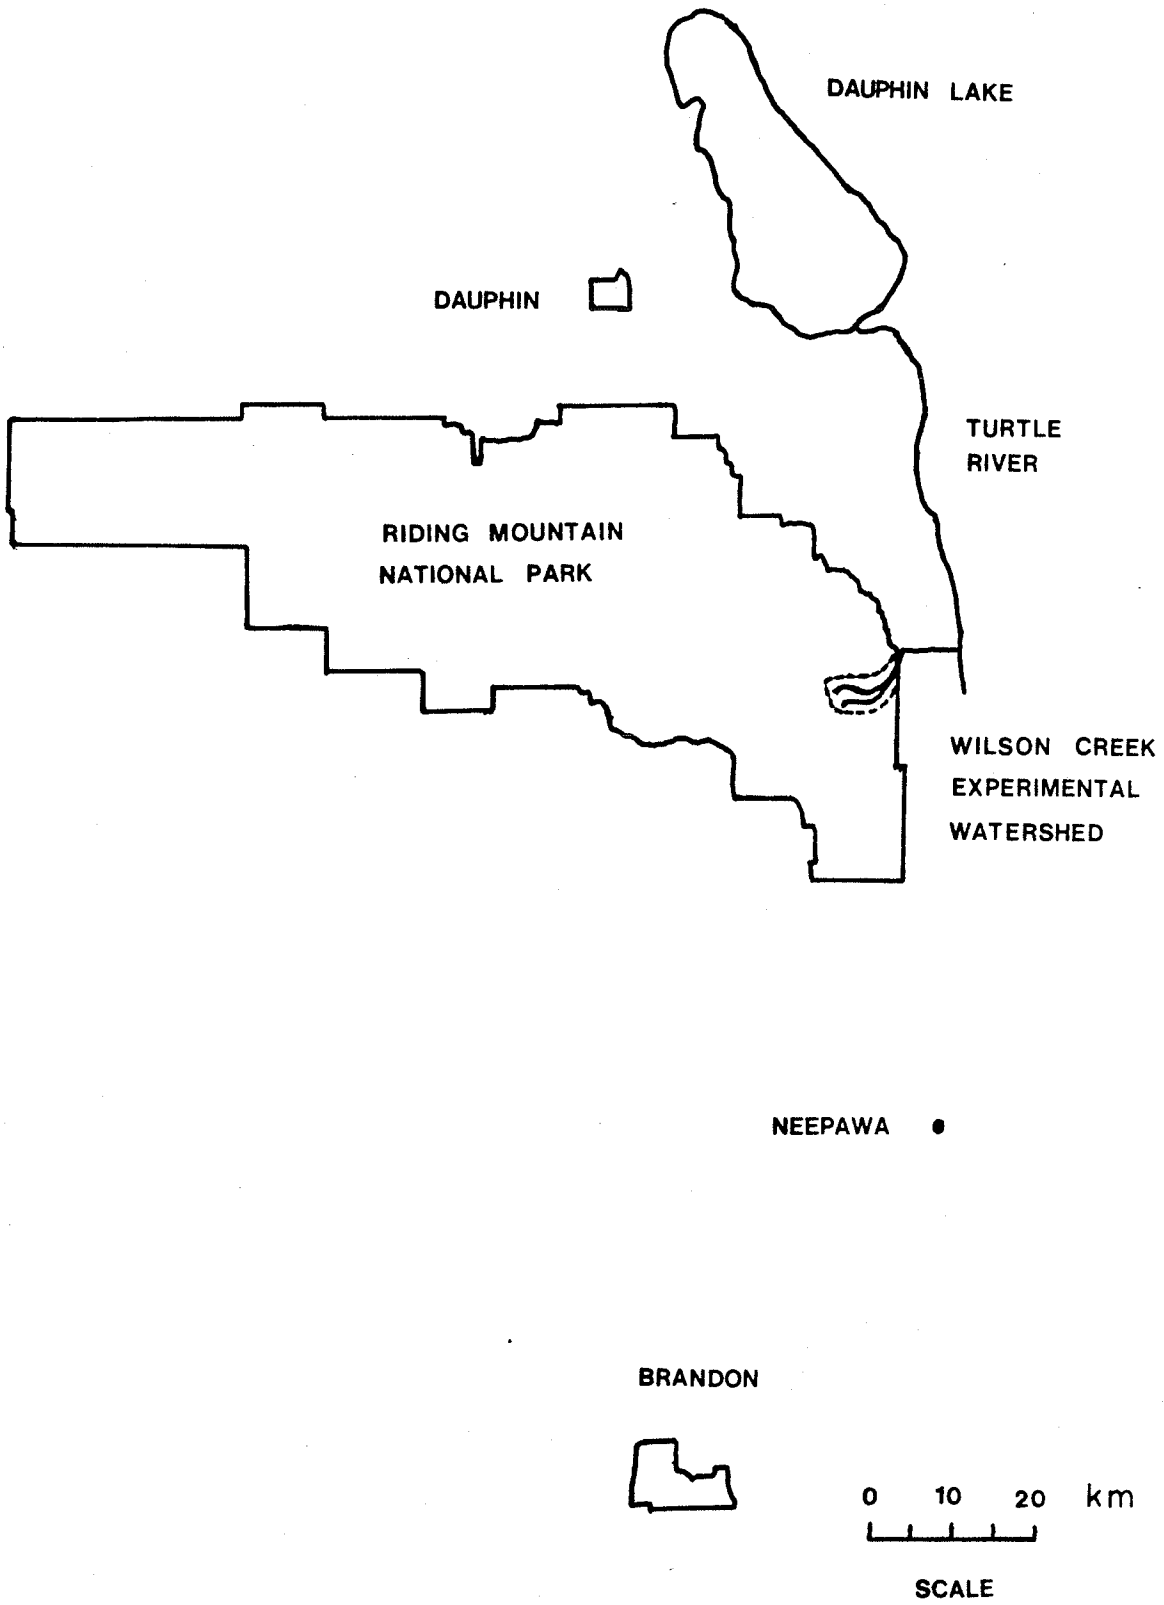 DAUPHIN LAKE
DAUPHIN
TURTLE
RIVER
RIDING MOUNTAIN
NATIONAL PARK
WILSON CREEK
EXPERIMENTAL
WATERSHED
NEEPAWA
BRANDON
0 10 20 km
SCALE